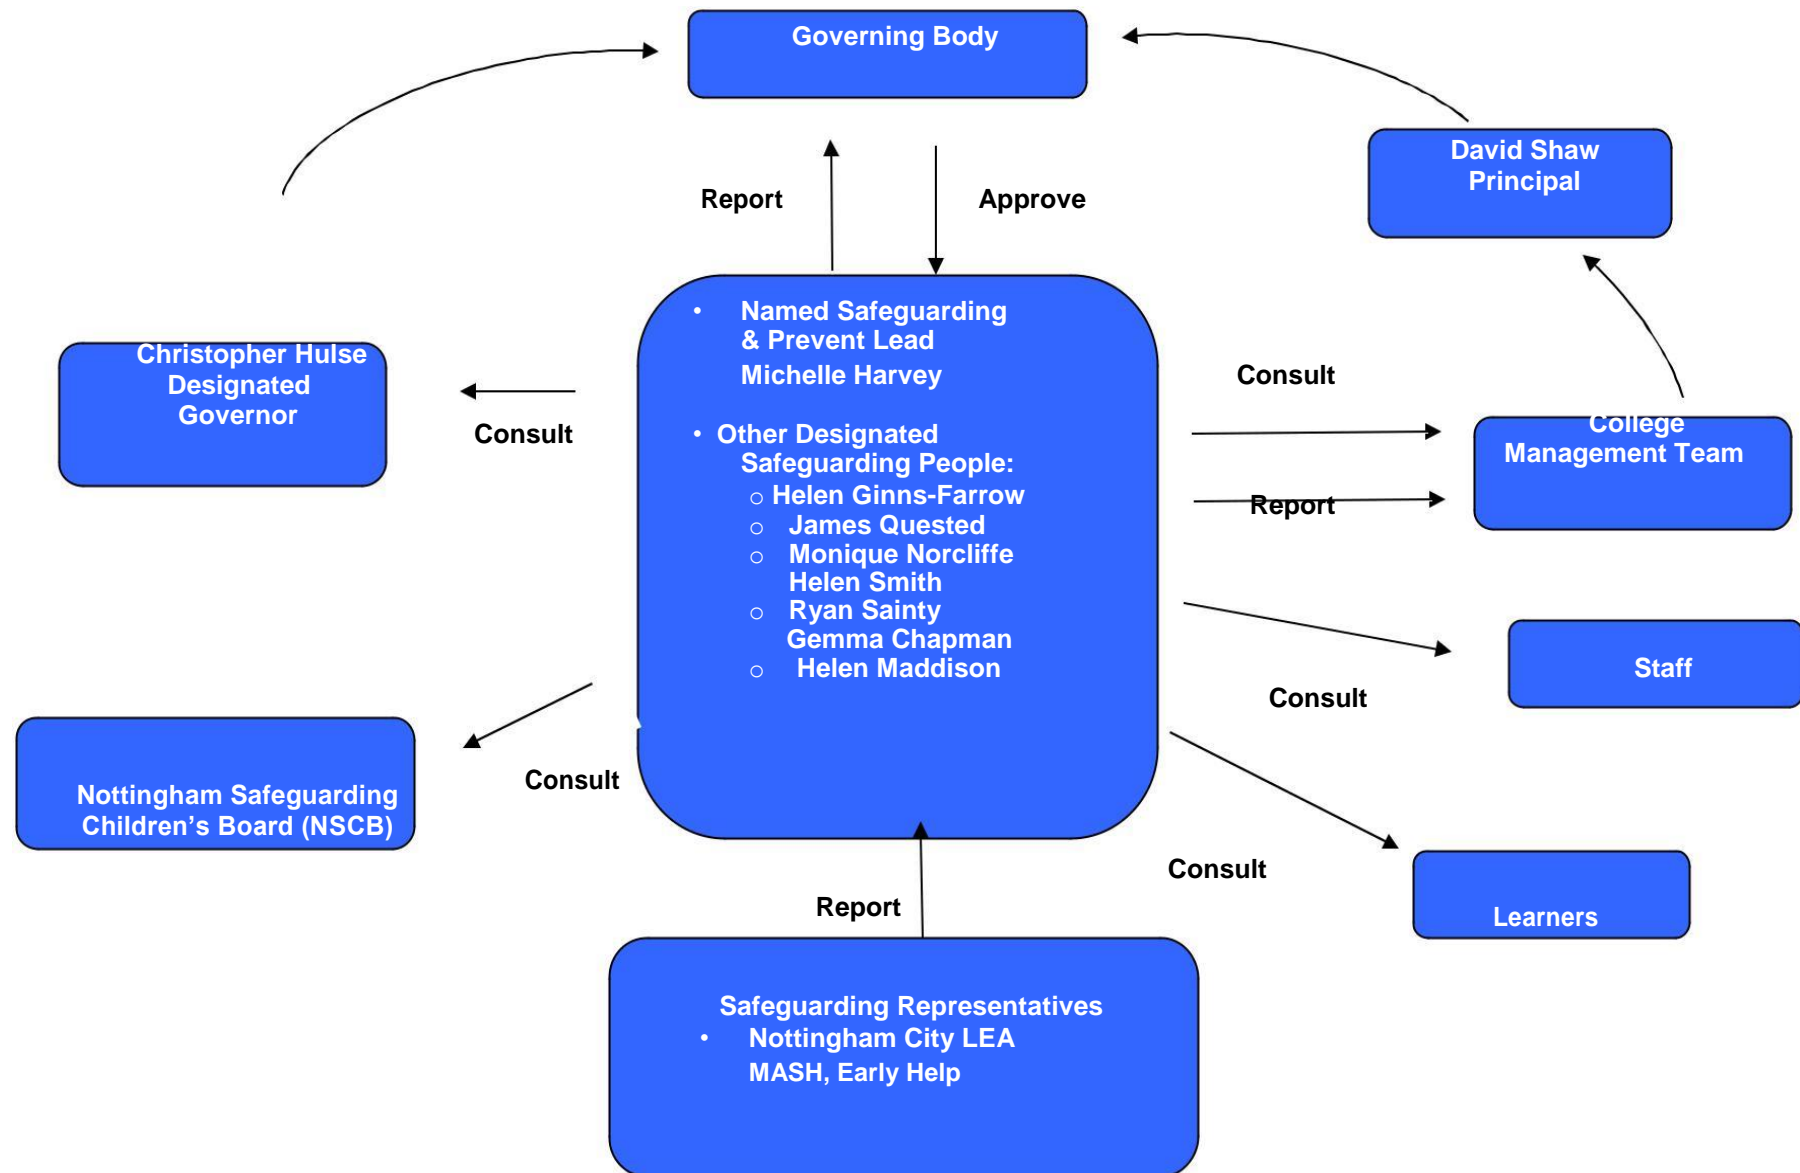 Governing Body
David Shaw
Principal
Report
Approve
• Named Safeguarding
& Prevent Lead
Michelle Harvey
• Other Designated
Safeguarding People:
o Helen Ginns-Farrow
o James Quested
o Monique Norcliffe
Helen Smith
o Ryan Sainty
Gemma Chapman
o Helen Maddison
Christopher Hulse
Designated
Governor
Consult
Consult
College
Management Team
Report
Staff
Consult
Nottingham Safeguarding
Children’s Board (NSCB)
Consult
Consult
Learners
Report
Safeguarding Representatives
• Nottingham City LEA
MASH, Early Help